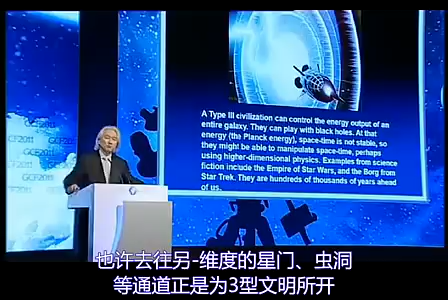 A Type III civilization can control the energy output of an
entire galaxy. They can play with black holes. At that
energy (the Planck energy), space-time is not stable, so
they might be able to manipulate space-time, perhaps
using higher-dimensional physics. Examples from science
fiction include the Empire of Star Wars, and the Borg from
Star Trek. They are hundreds of thousands of years ahead
of us.
GCF2011
GCF2011
也许去往另-维度的星门、虫洞
等通道正是为3型文明所开